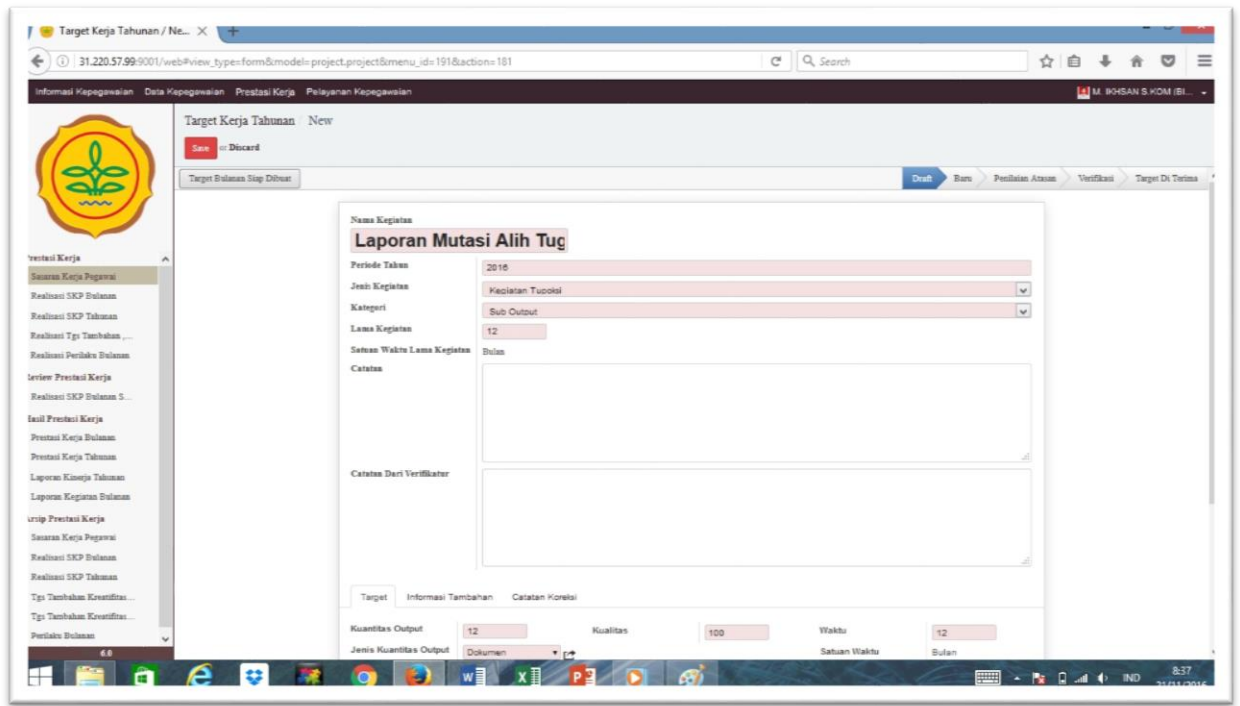 Target Kerja Tahunan / Ne...
31.220.57.99:9001/web#view_type=form&model=project.project&menu_id=191&action=181
Search
Informasi Kepegawaian Data Kepegawaian Prestasi Kerja Pelayanan Kepegawaian
M. IKHSAN S.KOM (BI...
Target Kerja Tahunan / New
Save or Discard
Target Bulanan Siap Dibuat
Draft Baru Penilaian Atasan Verifikasi Target Di Terima
Nama Kegiatan
Laporan Mutasi Alih Tug
Periode Tahun 2016
Jenis Kegiatan Kegiatan Tupoksi
Kategori Sub Output
Lama Kegiatan 12
Satuan Waktu Lama Kegiatan Bulan
Catatan
Catatan Dari Verifikatur
Target Informasi Tambahan Catatan Koreksi
Kuantitas Output 12 Kualitas 100 Waktu 12
Jenis Kuantitas Output Dokumen Satuan Waktu Bulan
restasi Kerja
Sasaran Kerja Pegawai
Realisasi SKP Bulanan
Realisasi SKP Tahunan
Realisasi Tgs Tambahan ,...
Realisasi Perilaku Bulanan
Review Prestasi Kerja
Realisasi SKP Bulanan S...
Hasil Prestasi Kerja
Prestasi Kerja Bulanan
Prestasi Kerja Tahunan
Laporan Kinerja Tahunan
Laporan Kegiatan Bulanan
Arsip Prestasi Kerja
Sasaran Kerja Pegawai
Realisasi SKP Bulanan
Realisasi SKP Tahunan
Tgs Tambahan Kreatifitas...
Tgs Tambahan Kreatifitas...
Perilaku Bulanan
6.0
IND
8:37
21/11/2016